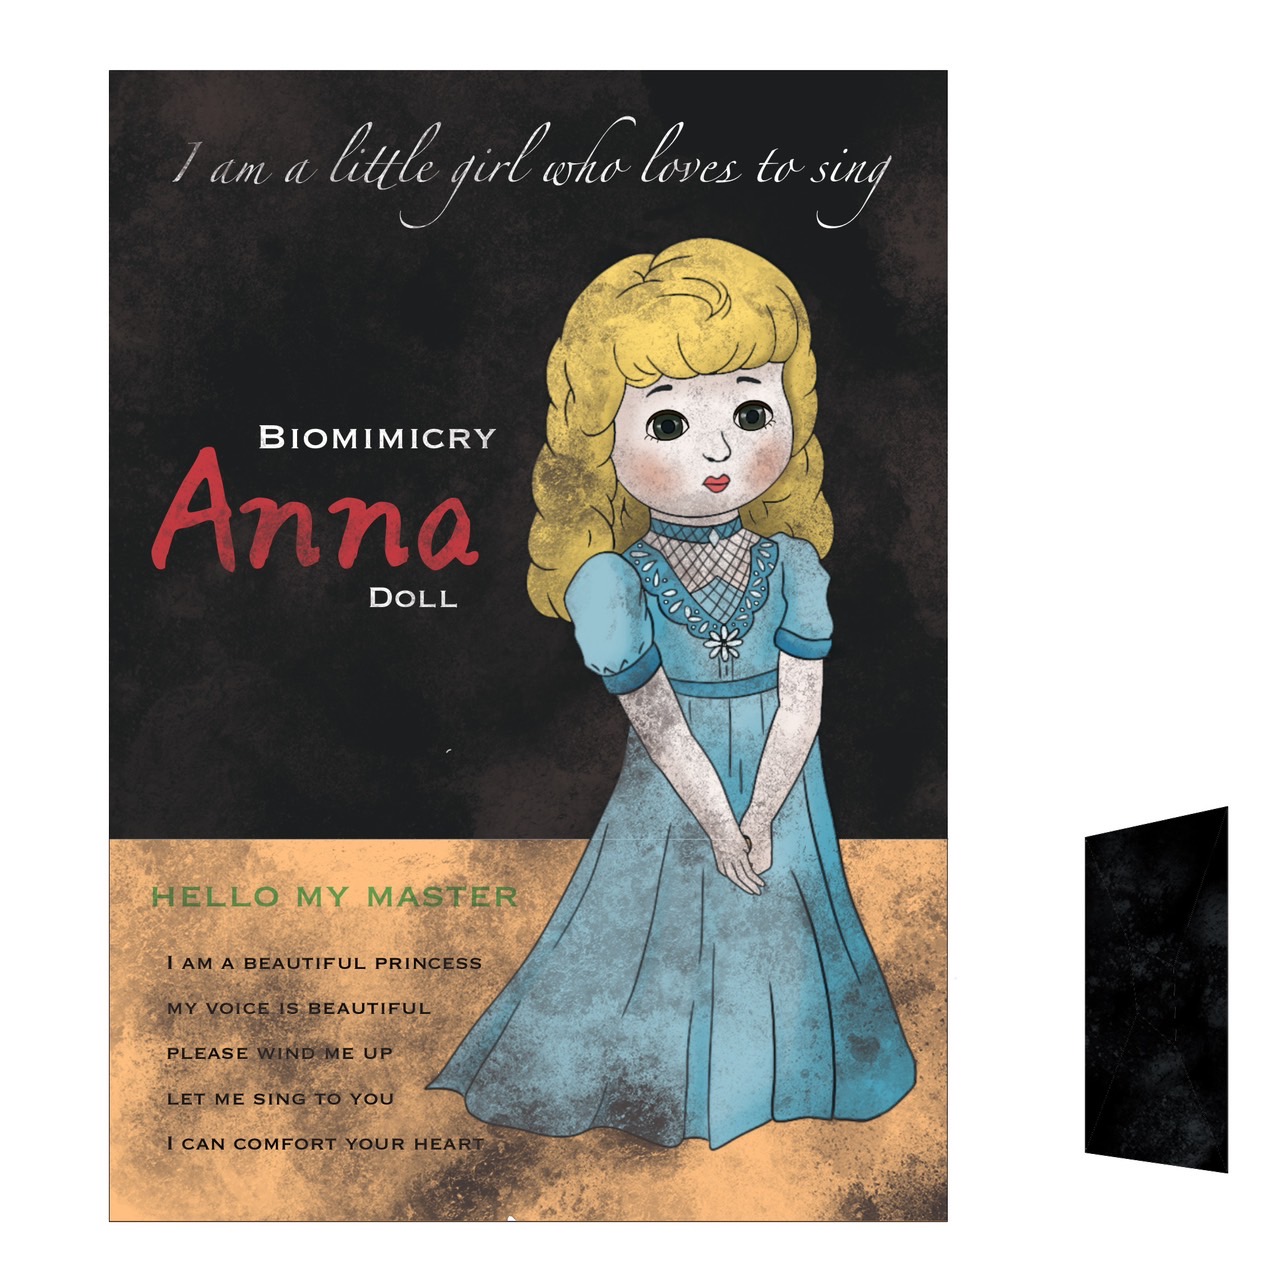 I am a little girl who loves to sing
BIOMIMICRY
Anna
DOLL
HELLO MY MASTER
I AM A BEAUTIFUL PRINCESS
MY VOICE IS BEAUTIFUL
PLEASE WIND ME UP
LET ME SING TO YOU
I CAN COMFORT YOUR HEART